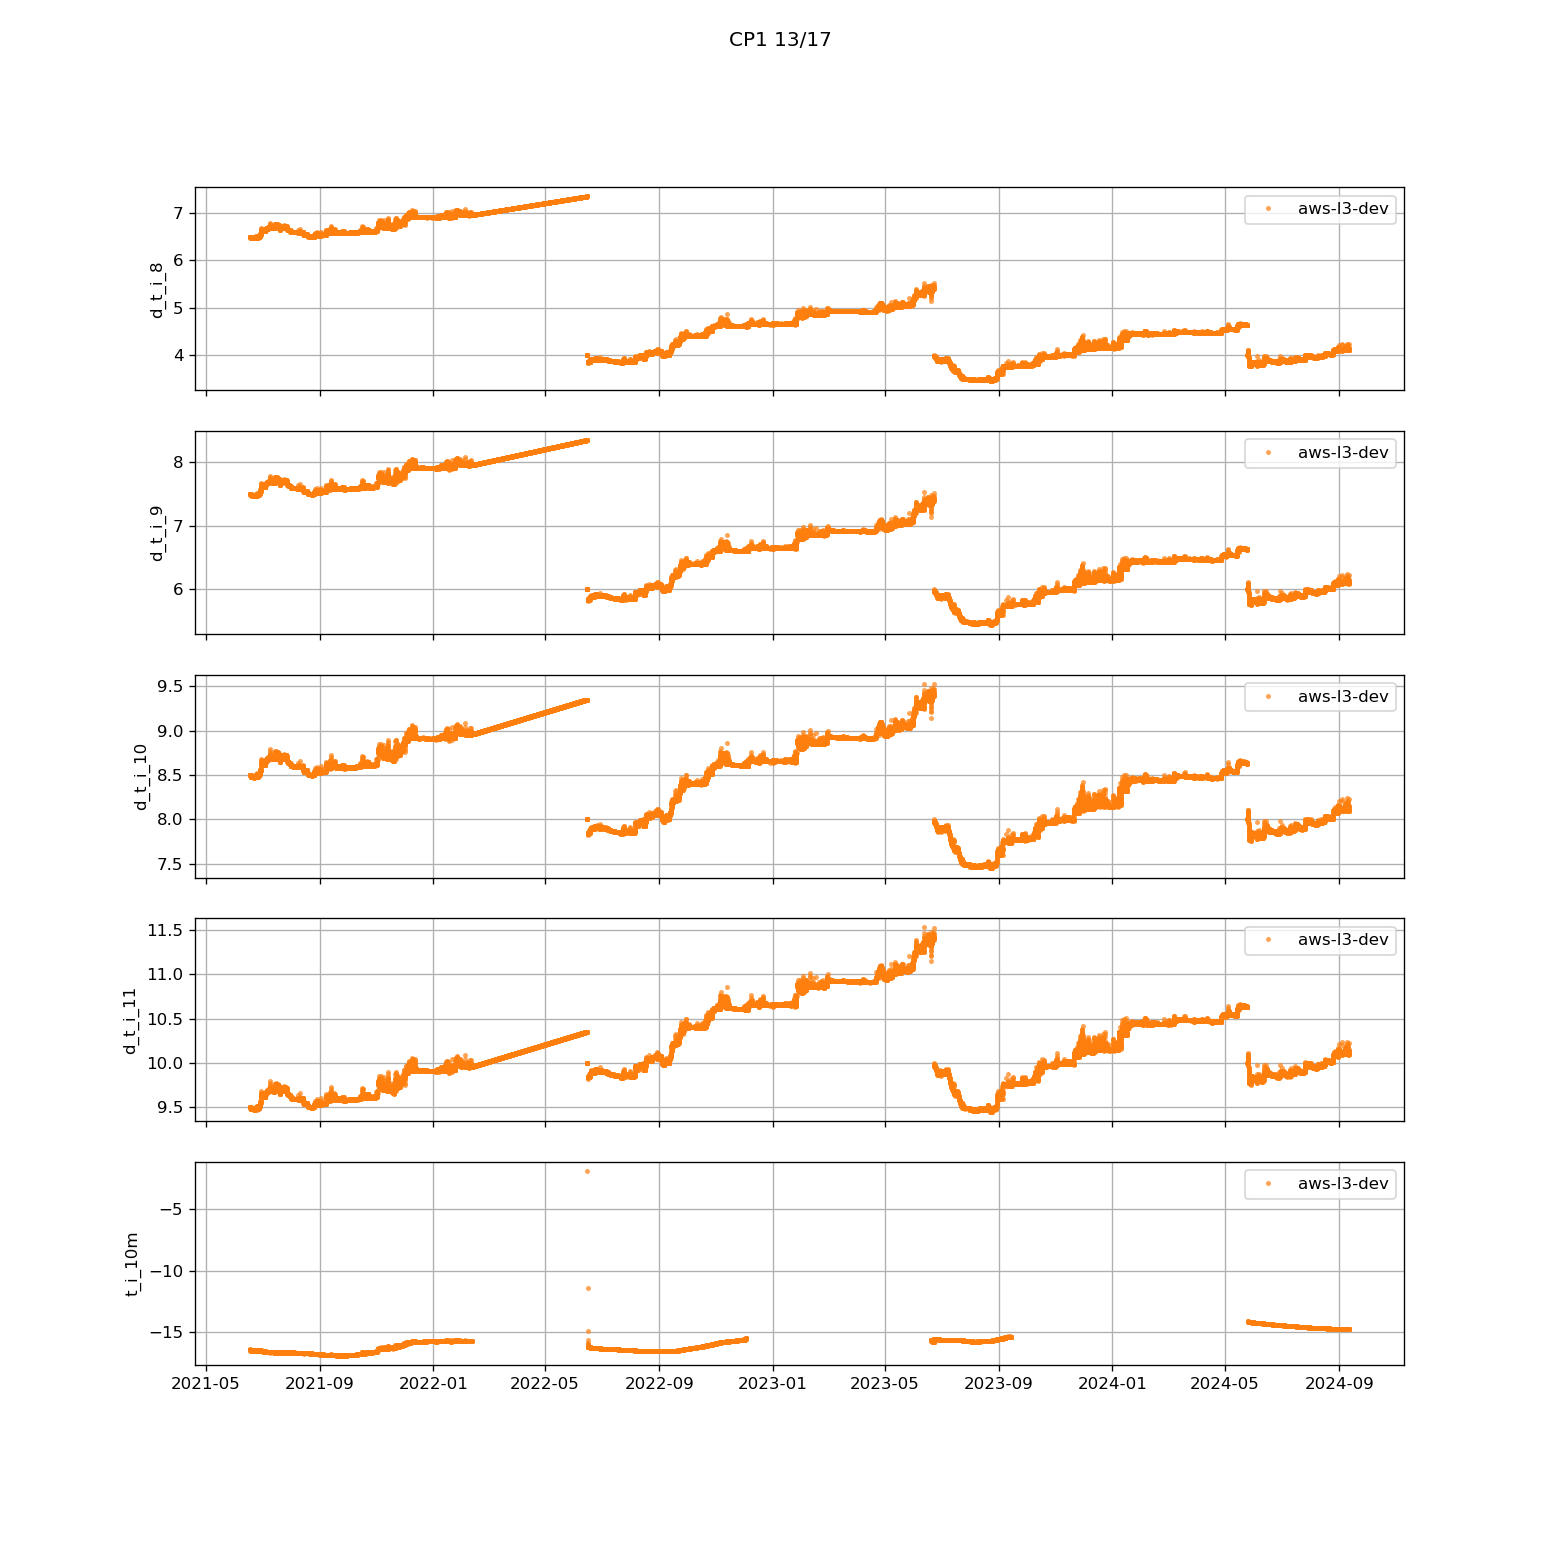 CP1 13/17
7
6
5
4
d_t_i_8
aws-l3-dev
8
7
6
d_t_i_9
aws-l3-dev
9.5
9.0
8.5
8.0
7.5
d_t_i_10
aws-l3-dev
11.5
11.0
10.5
10.0
9.5
d_t_i_11
aws-l3-dev
−5
−10
−15
t_i_10m
aws-l3-dev
2021-05 2021-09 2022-01 2022-05 2022-09 2023-01 2023-05 2023-09 2024-01 2024-05 2024-09